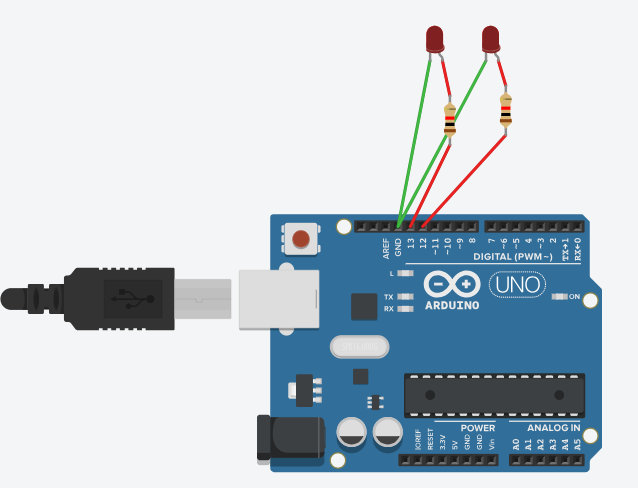 AREF
GND
13
12
~11
~10
~9
8
7
~6
~5
4
~3
2
TX→1
RX←0
DIGITAL (PWM~)
L
TX
RX
ARDUINO
UNO
ON
IOREF
RESET
3.3V
5V
GND
GND
Vin
POWER
ANALOG IN
A0
A1
A2
A3
A4
A5